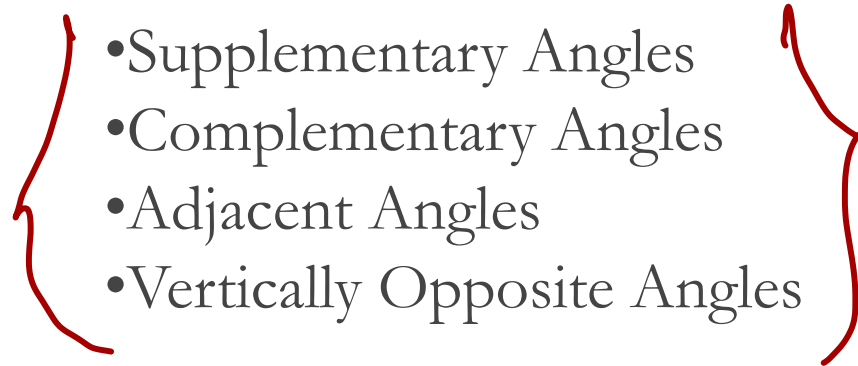 •Supplementary Angles
•Complementary Angles
•Adjacent Angles
•Vertically Opposite Angles